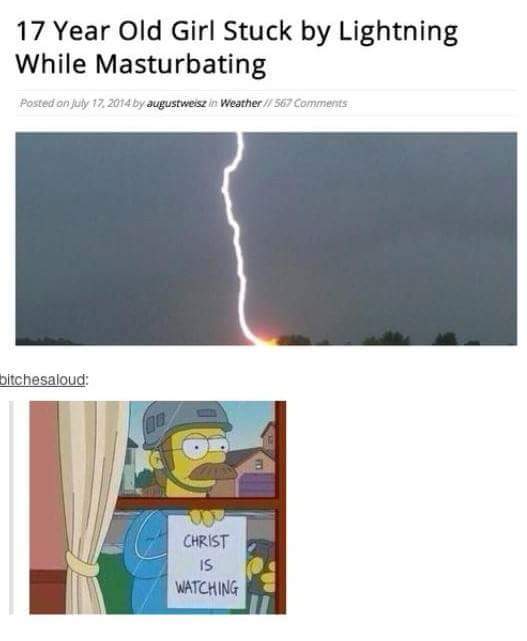 17 Year Old Girl Stuck by Lightning
While Masturbating
Posted on July 17, 2014 by augustweisz in Weather // 567 Comments
bitchesaloud:
CHRIST
IS
WATCHING